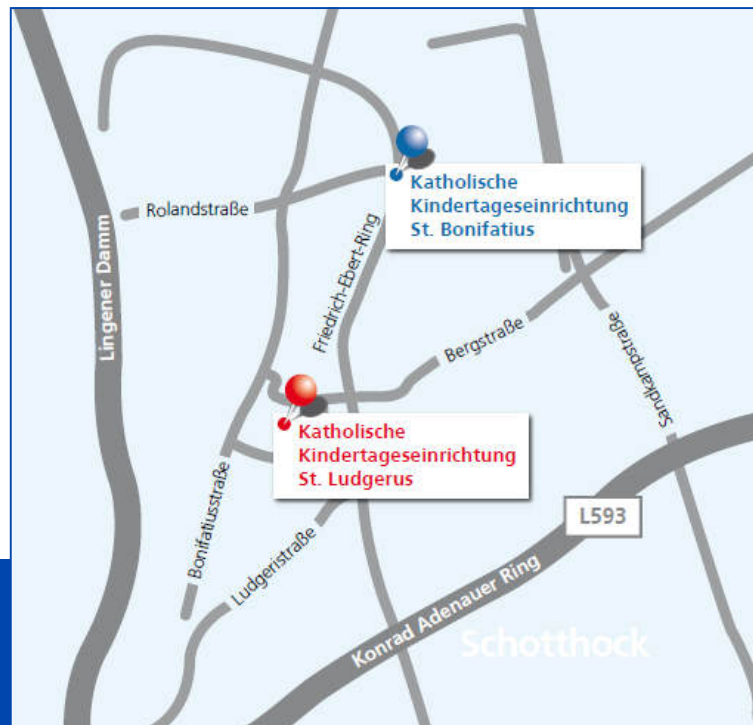 Katholische
Kindertageseinrichtung
St. Bonifatius
Rolandstraße
Lingener Damm
Friedrich-Ebert-Ring
Bergstraße
Sandkampstraße
Katholische
Kindertageseinrichtung
St. Ludgerus
Bonifatiusstraße
Ludgeristraße
L593
Konrad Adenauer Ring
Schotthock